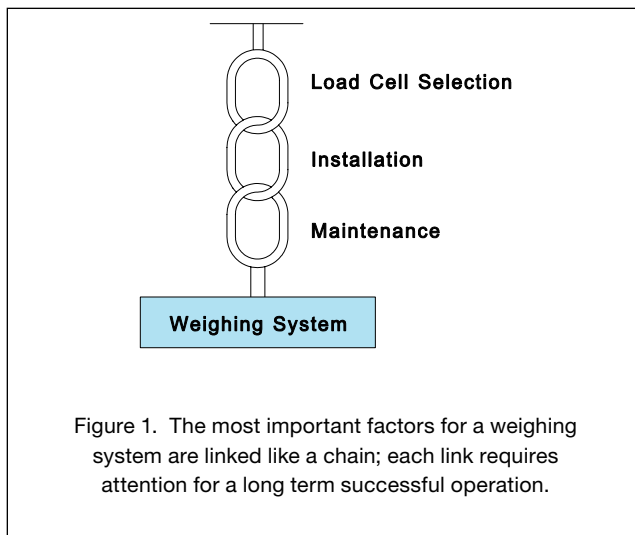 Load Cell Selection
Installation
Maintenance
Weighing System
Figure 1. The most important factors for a weighing
system are linked like a chain; each link requires
attention for a long term successful operation.